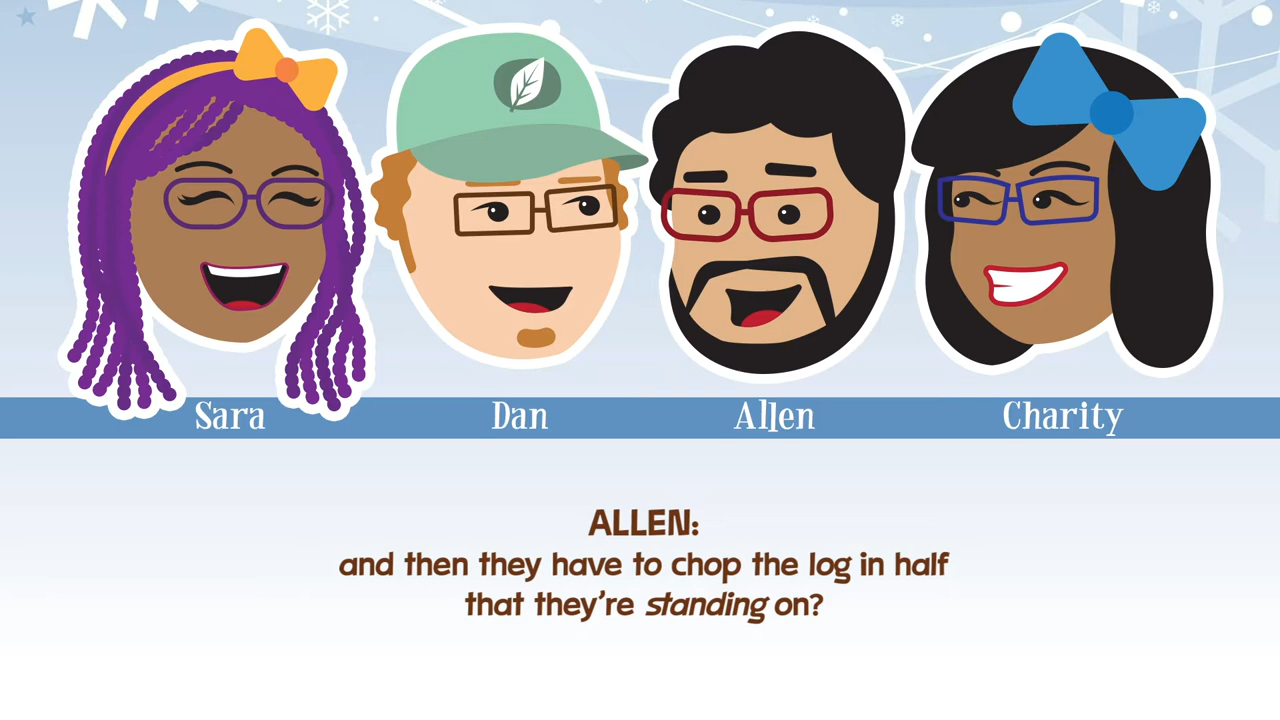 Sara Dan Allen Charity
ALLEN:
and then they have to chop the log in half
that they're standing on?